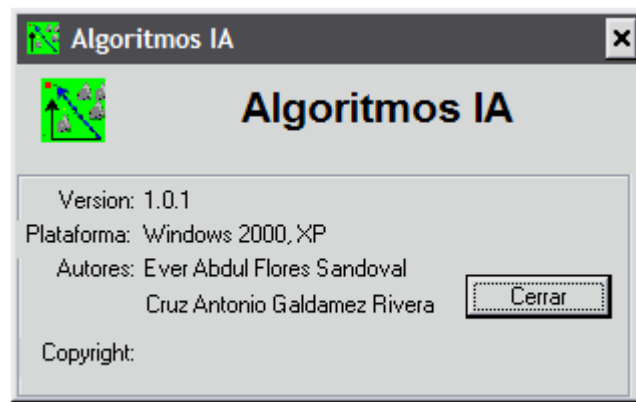 Algoritmos IA
Algoritmos IA
Version: 1.0.1
Plataforma: Windows 2000, XP
Autores: Ever Abdul Flores Sandoval
Cruz Antonio Galdamez Rivera
Cerrar
Copyright: